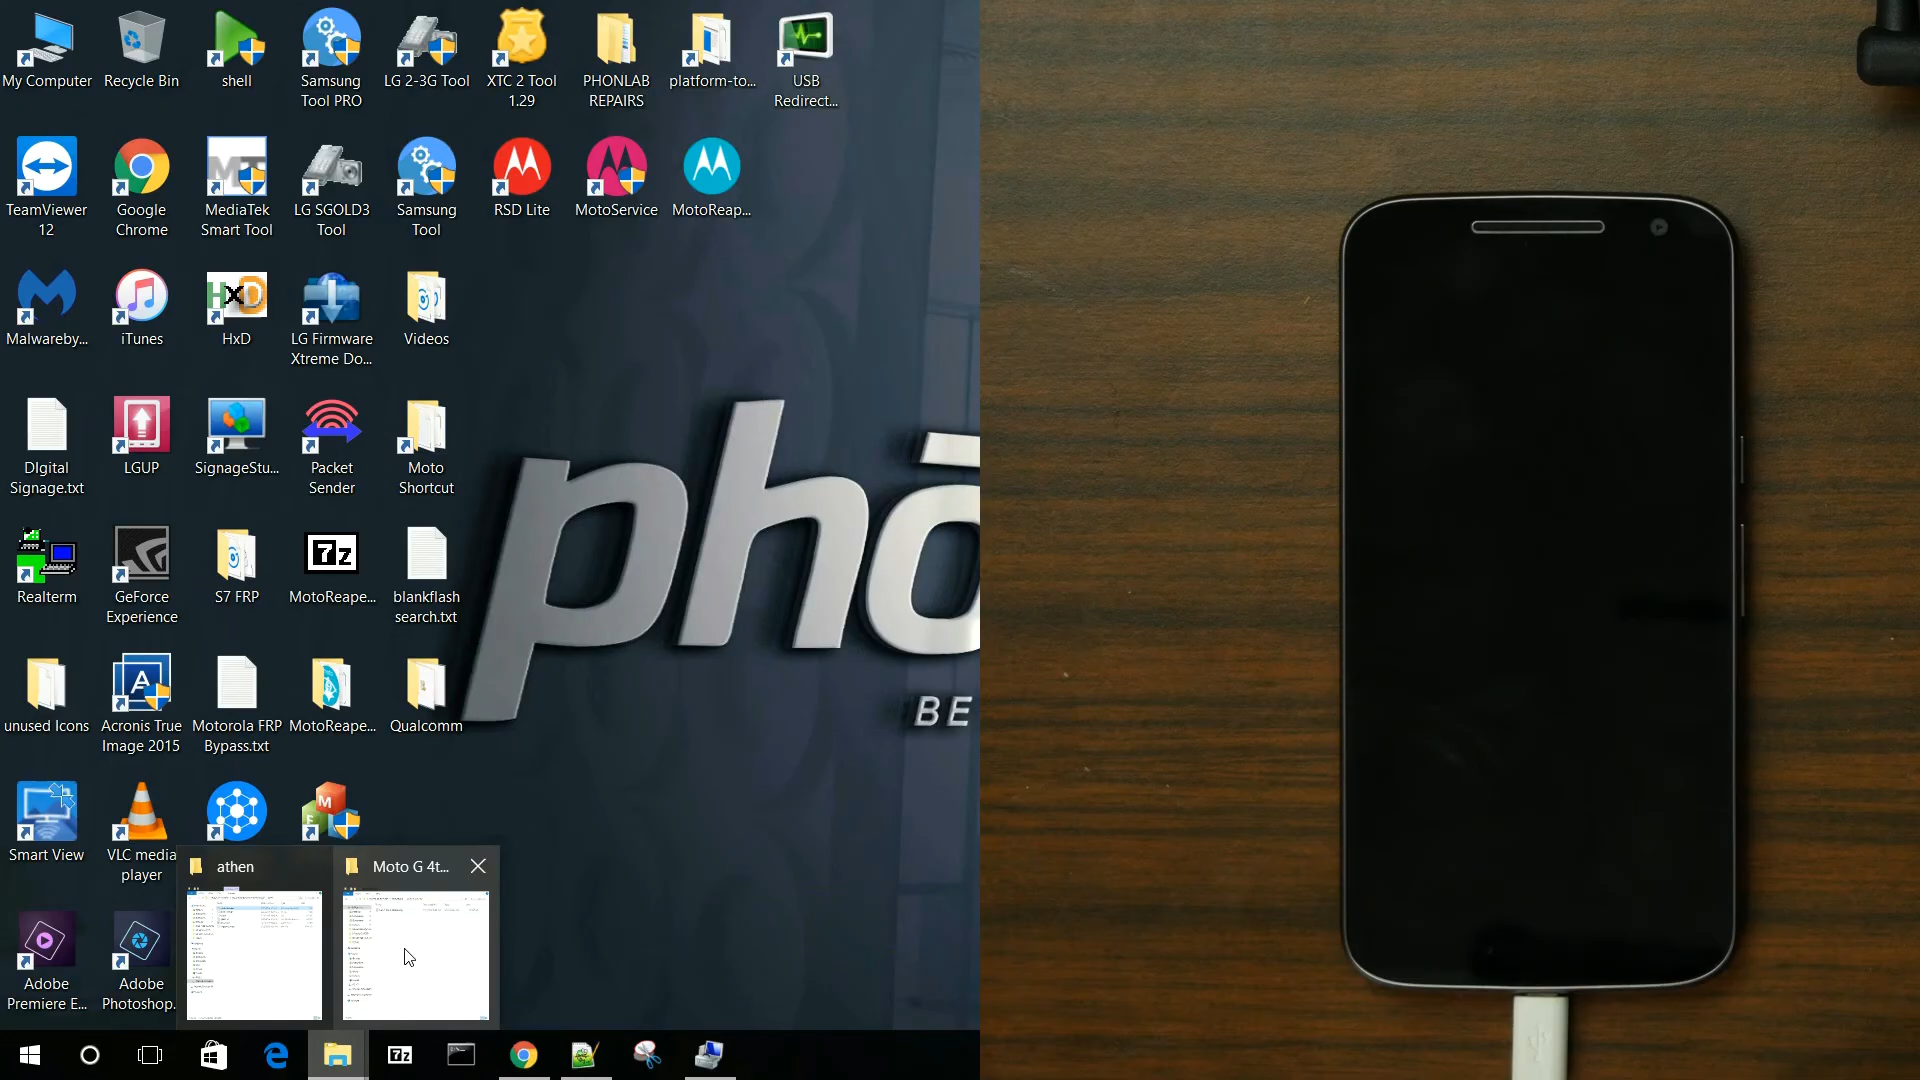 My Computer
Recycle Bin
shell
Samsung
Tool PRO
LG 2-3G Tool
XTC 2 Tool
1.29
PHONLAB
REPAIRS
platform-to...
USB
Redirect...
TeamViewer
12
Google
Chrome
MediaTek
Smart Tool
LG SGOLD3
Tool
Samsung
Tool
RSD Lite
MotoService
MotoReap...
Malwareby...
iTunes
HxD
LG Firmware
Xtreme Do...
Videos
DIgital
Signage.txt
LGUP
SignageStu...
Packet
Sender
Moto
Shortcut
Realterm
GeForce
Experience
S7 FRP
MotoReape...
blankflash
search.txt
unused Icons
Acronis True
Image 2015
Motorola FRP
Bypass.txt
MotoReape...
Qualcomm
Smart View
VLC media
player
Adobe
Premiere E...
Adobe
Photoshop.
athen
Moto G 4t...
phō
BE